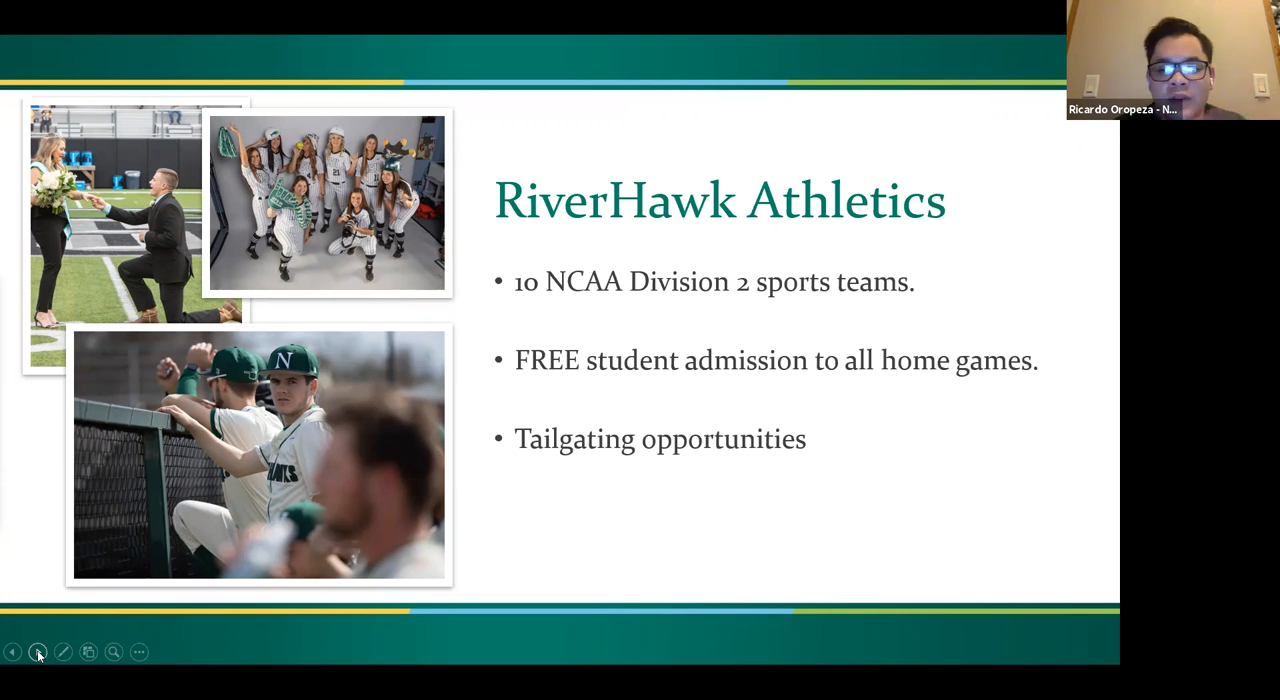 Ricardo Oropeza - N...
RiverHawk Athletics
• 10 NCAA Division 2 sports teams.
• FREE student admission to all home games.
• Tailgating opportunities
N
21